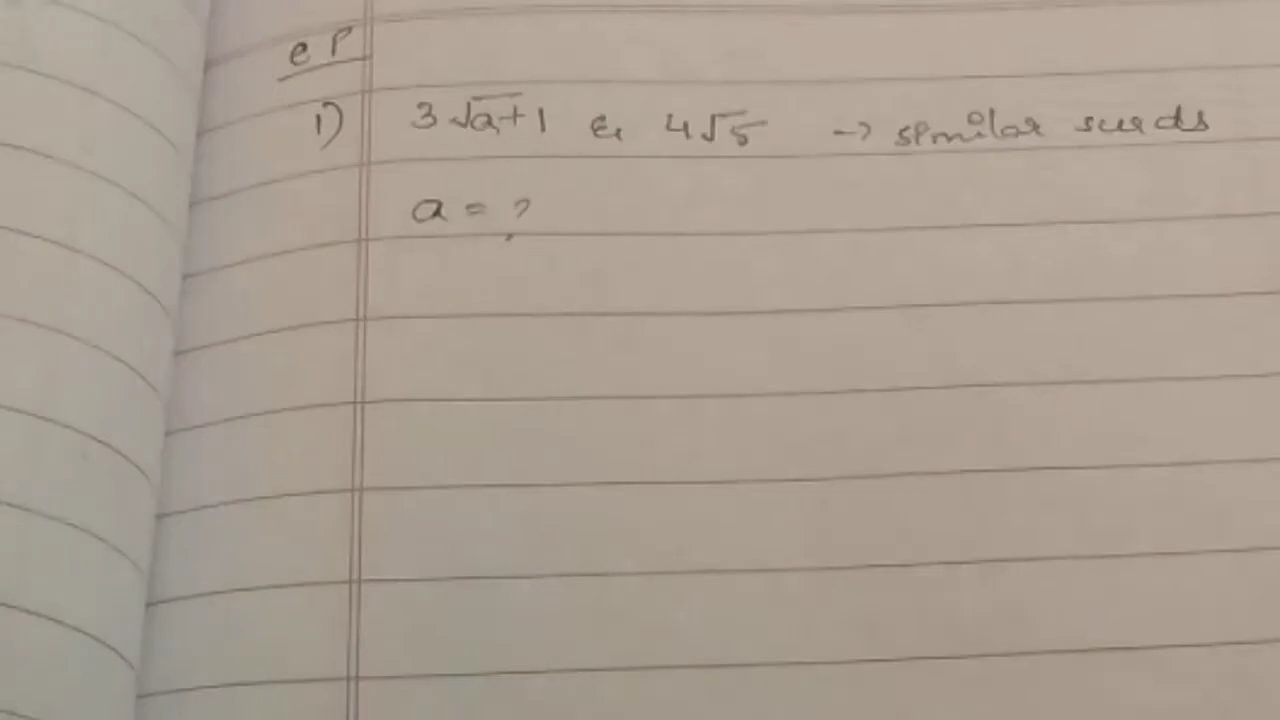 ep
1) 3√a+1 & 4√5 → similar surds
a = ?